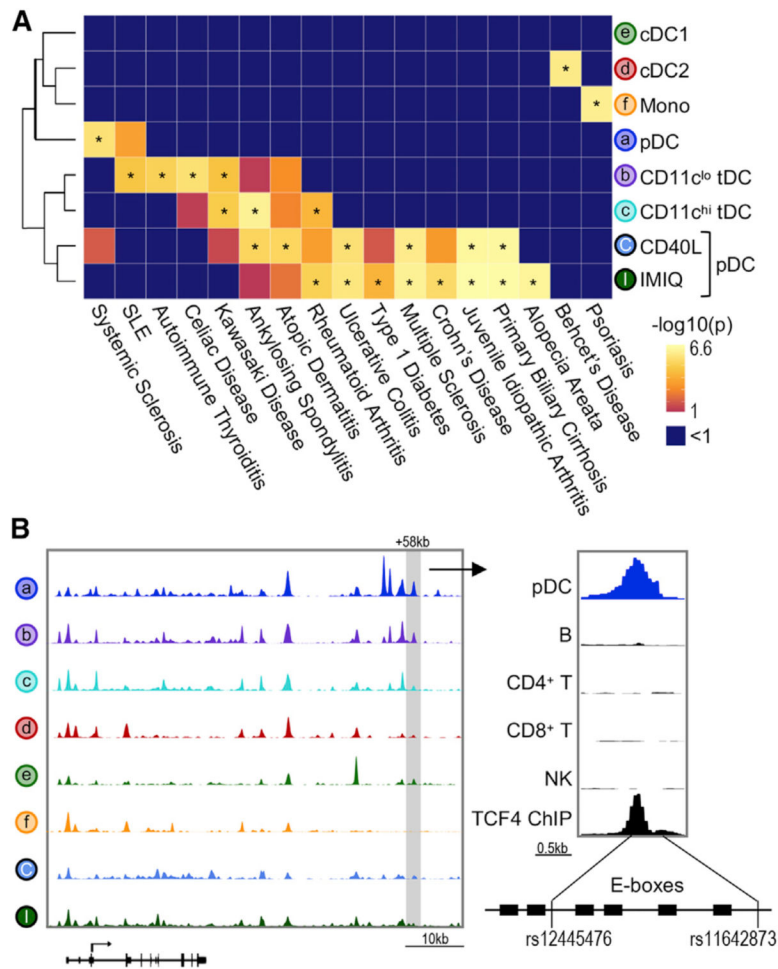 A
e cDC1
d cDC2
f Mono
a pDC
b CD11cˡᵒ tDC
c CD11cʰⁱ tDC
C CD40L
I IMIQ
pDC
* * * * * * * * * * * * * * * * * * * * * * *
Systemic Sclerosis
SLE
Autoimmune Thyroiditis
Celiac Disease
Kawasaki Disease
Ankylosing Spondylitis
Atopic Dermatitis
Rheumatoid Arthritis
Ulcerative Colitis
Type 1 Diabetes
Multiple Sclerosis
Crohn's Disease
Juvenile Idiopathic Arthritis
Primary Biliary Cirrhosis
Alopecia Areata
Behcet's Disease
Psoriasis
-log10(p)
6.6
1
<1
B
+58kb
a
b
c
d
e
f
C
I
10kb
pDC
B
CD4⁺ T
CD8⁺ T
NK
TCF4 ChIP
0.5kb
E-boxes
rs12445476
rs11642873